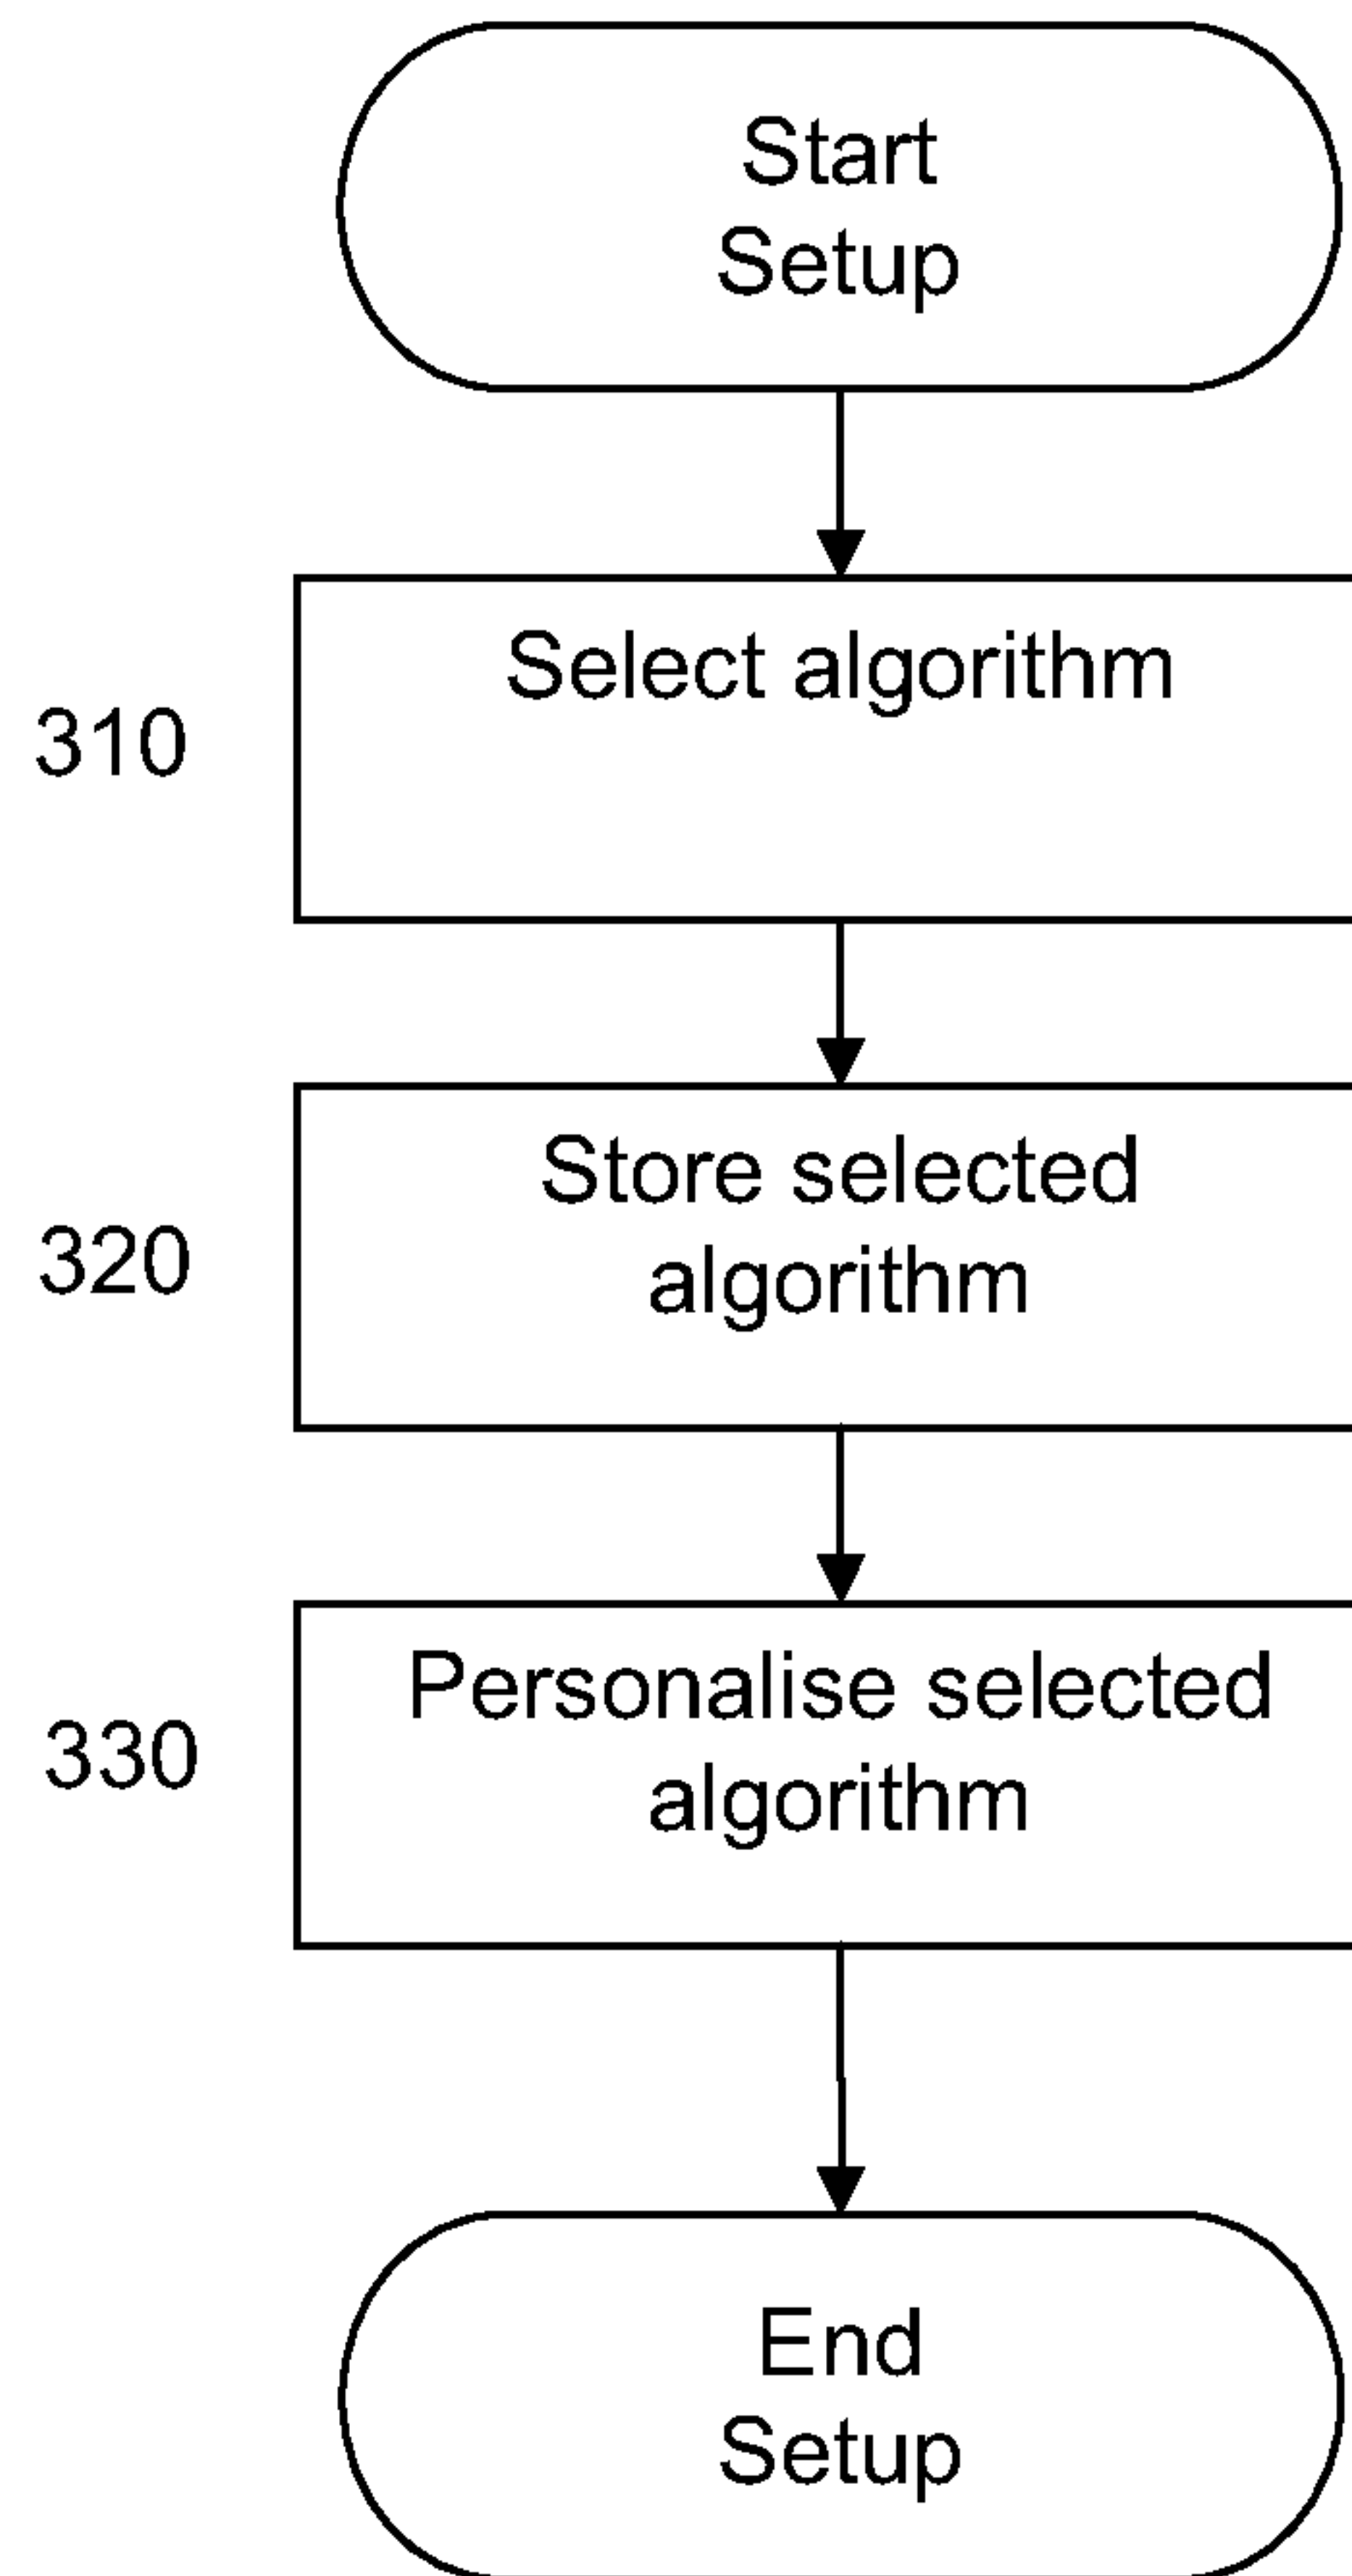 Start
Setup
310
Select algorithm
320
Store selected
algorithm
330
Personalise selected
algorithm
End
Setup